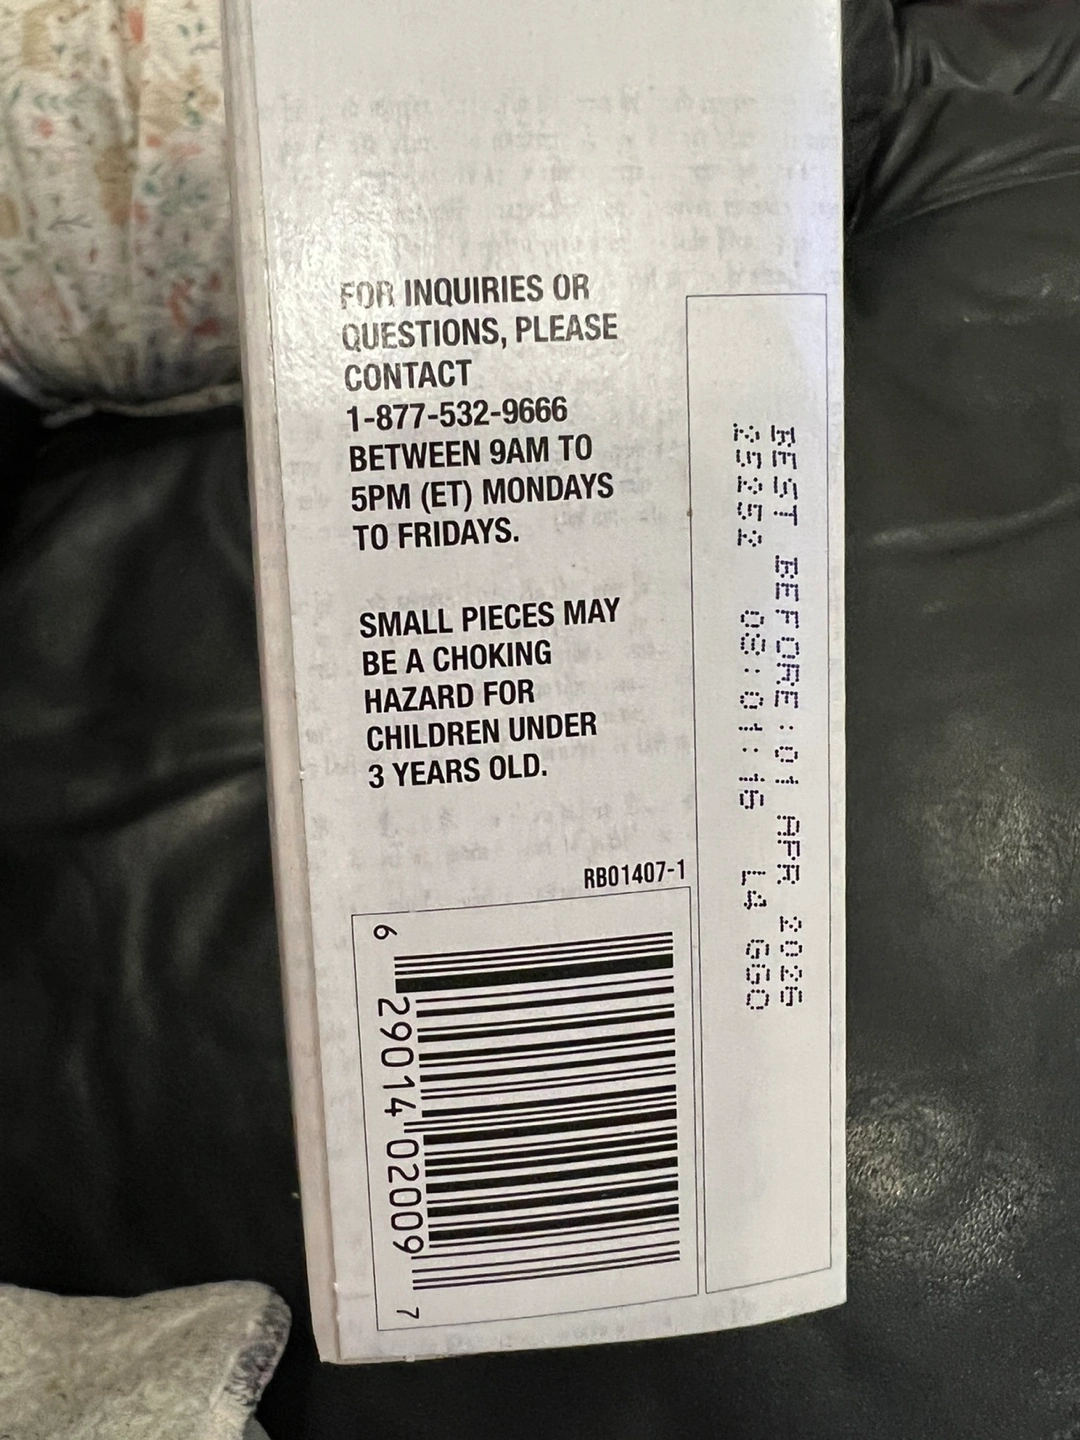 FOR INQUIRIES OR
QUESTIONS, PLEASE
CONTACT
1-877-532-9666
BETWEEN 9AM TO
5PM (ET) MONDAYS
TO FRIDAYS.
SMALL PIECES MAY
BE A CHOKING
HAZARD FOR
CHILDREN UNDER
3 YEARS OLD.
RB01407-1
6 29014 02009 7
BEST BEFORE:01 APR 2026
25252 08:01:16 L4 GGO